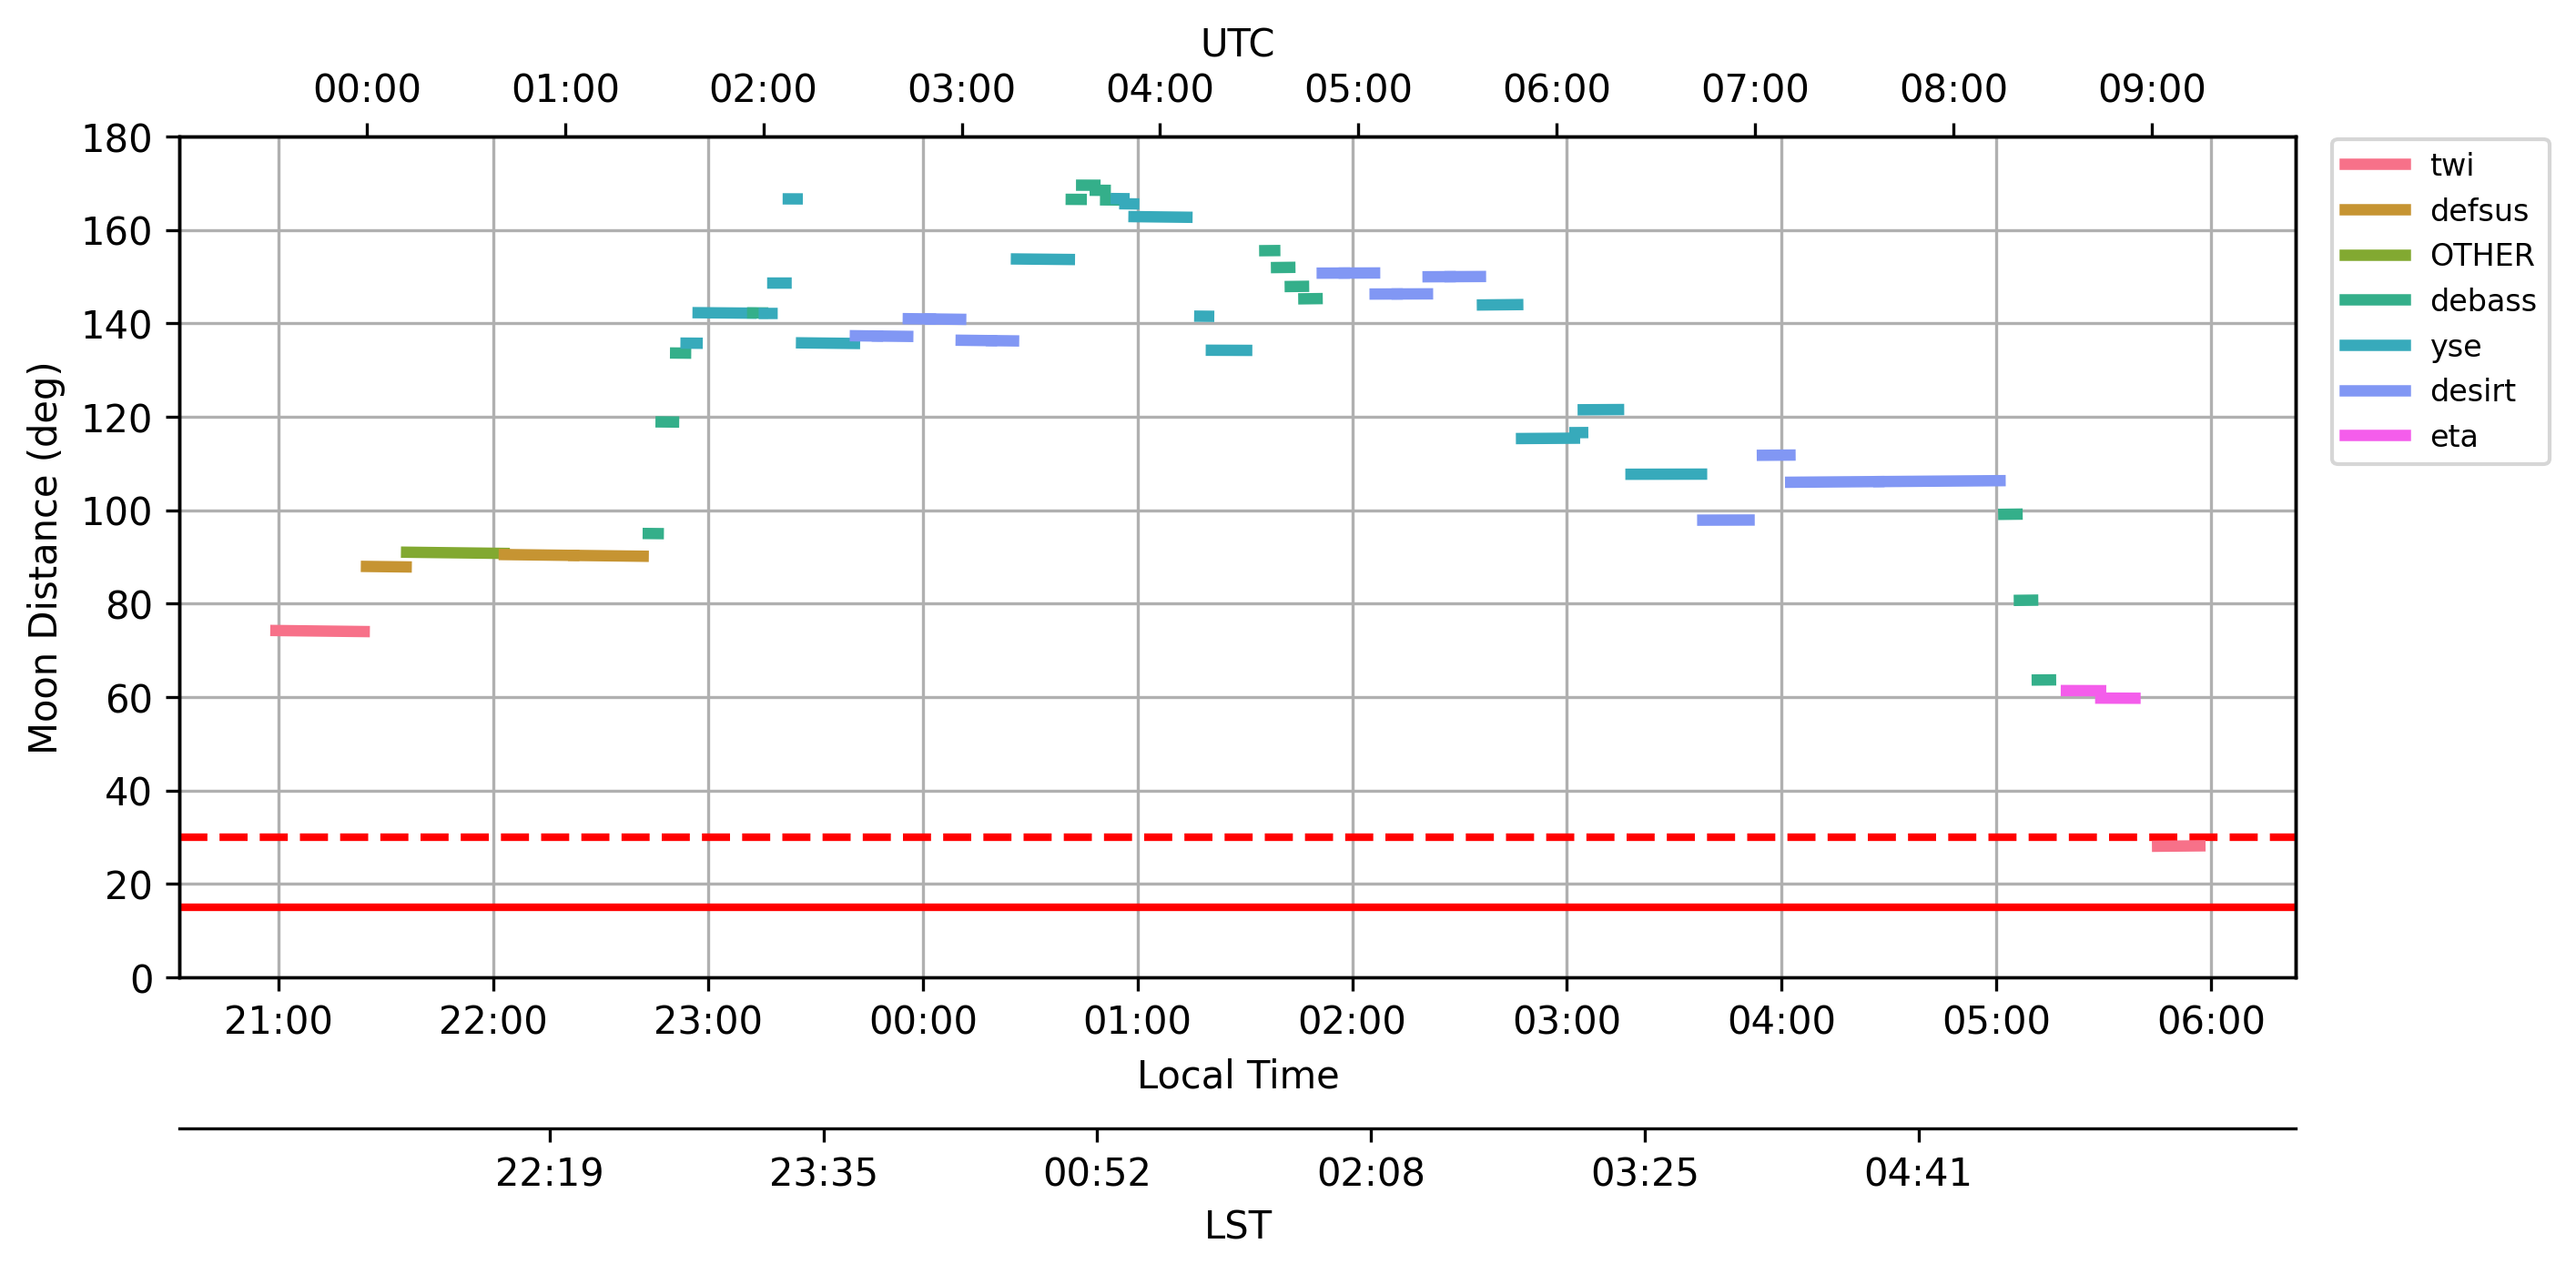 UTC
00:00 01:00 02:00 03:00 04:00 05:00 06:00 07:00 08:00 09:00
Moon Distance (deg)
180
160
140
120
100
80
60
40
20
0
twi
defsus
OTHER
debass
yse
desirt
eta
21:00 22:00 23:00 00:00 01:00 02:00 03:00 04:00 05:00 06:00
Local Time
22:19 23:35 00:52 02:08 03:25 04:41
LST